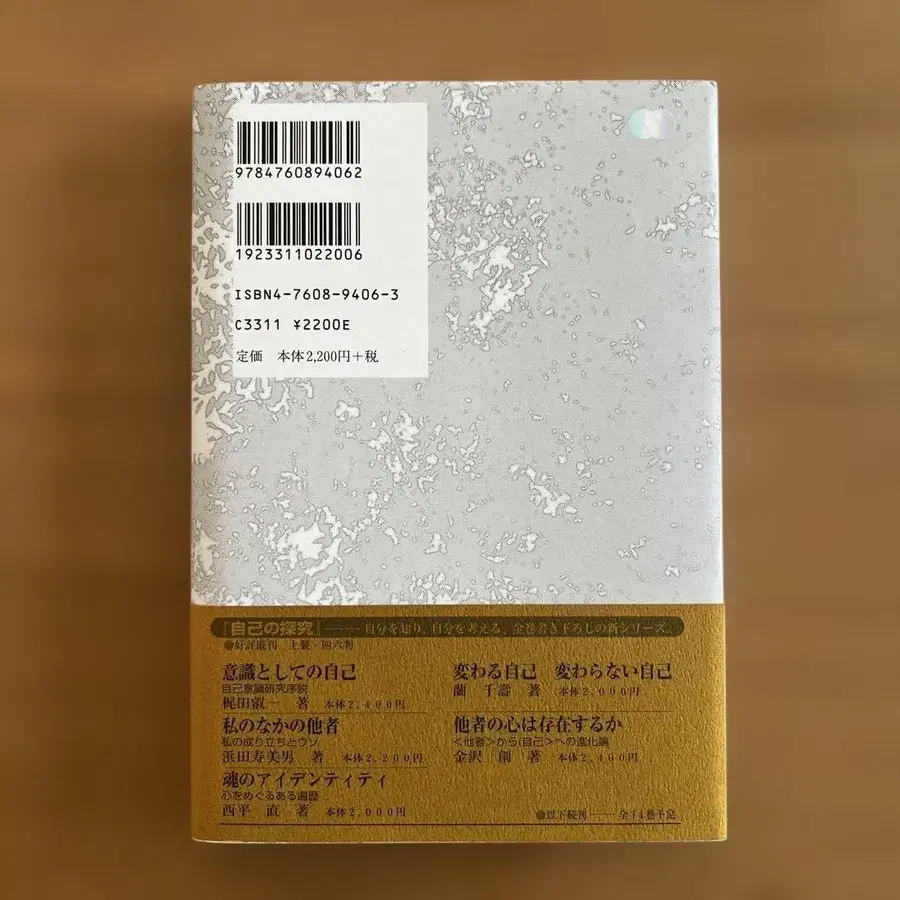 9784760894062
1923311022006
ISBN4-7608-9406-3
C3311 ¥2200E
定価 本体2,200円+税
『自己の探究』――自分を知り、自分を考える、全巻書き下ろしの新シリーズ。
●好評既刊 上製・四六判
意識としての自己
自己意識研究序説
梶田叡一 著 本体2,400円
私のなかの他者
私の成り立ちとウソ
浜田寿美男 著 本体2,200円
魂のアイデンティティ
心をめぐるある遍歴
西平 直 著 本体2,000円
変わる自己 変わらない自己
蘭 千壽 著 本体2,000円
他者の心は存在するか
<他者>から<自己>への進化論
金沢 創 著 本体2,400円
●以下続刊――全14巻予定